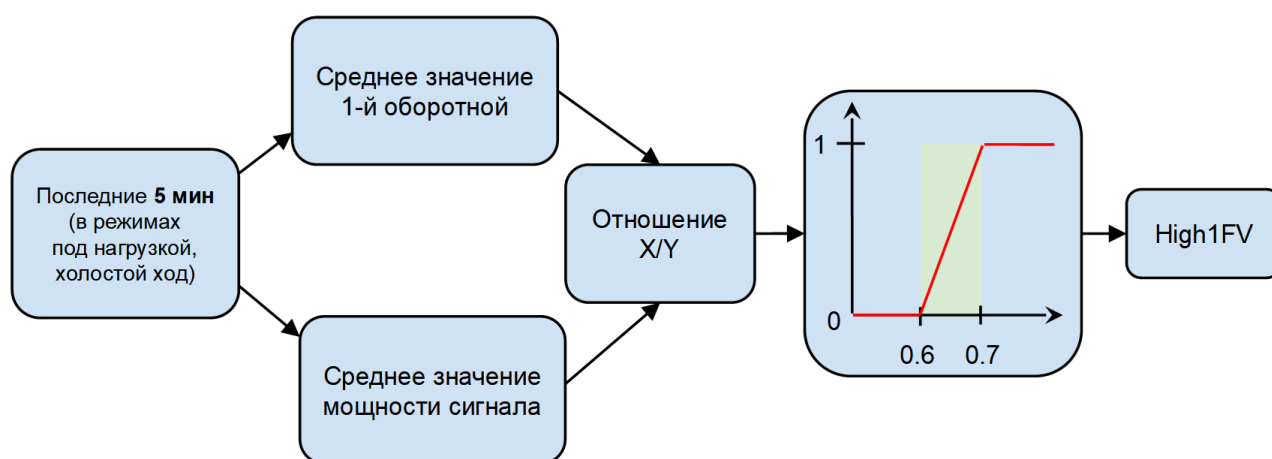 Последние 5 мин
(в режимах
под нагрузкой,
холостой ход)
Среднее значение
1-й оборотной
Среднее значение
мощности сигнала
Отношение
X/Y
1
0
0.6
0.7
High1FV